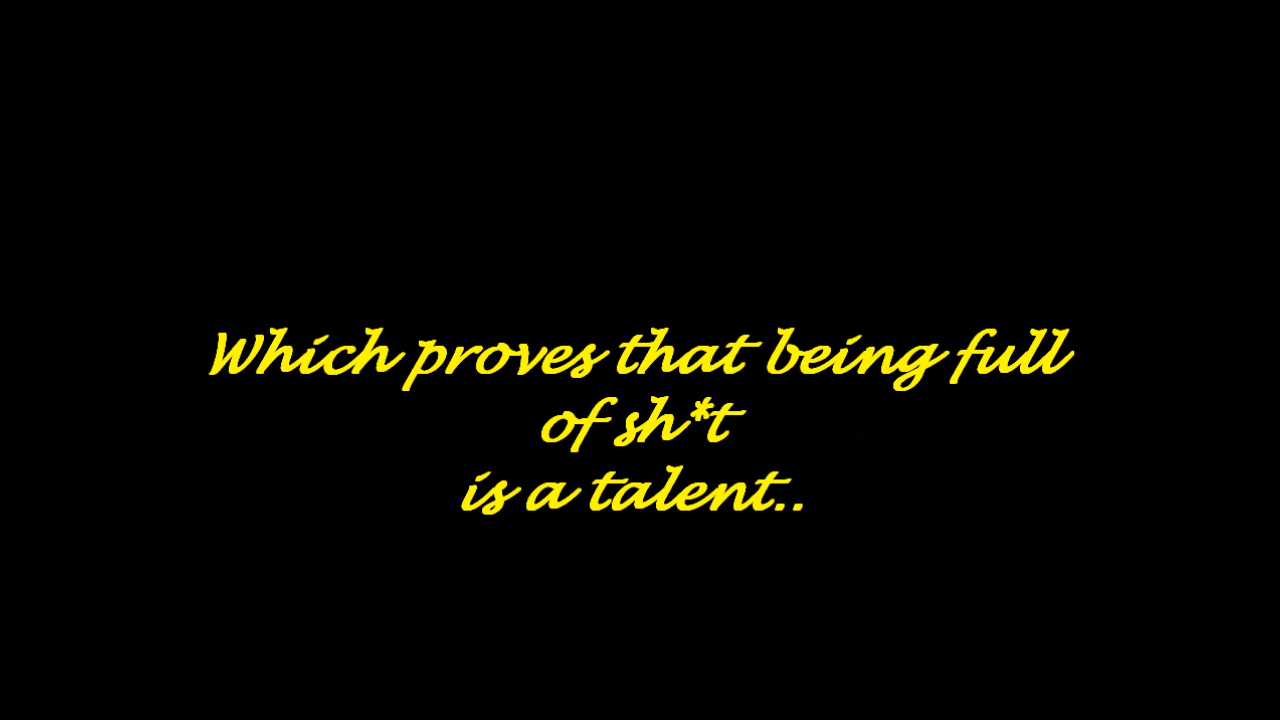 Which proves that being full
of sh*t
is a talent..